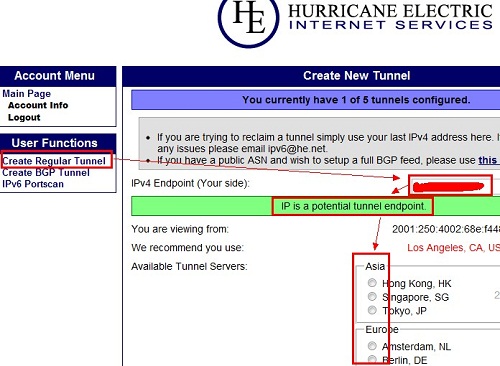 HE
HURRICANE ELECTRIC
INTERNET SERVICES
Account Menu
Main Page
Account Info
Logout
User Functions
Create Regular Tunnel
Create BGP Tunnel
IPv6 Portscan
Create New Tunnel
You currently have 1 of 5 tunnels configured.
If you are trying to reclaim a tunnel simply use your last IPv4 address here. If
any issues please email ipv6@he.net.
If you have a public ASN and wish to setup a full BGP feed, please use this
IPv4 Endpoint (Your side):
IP is a potential tunnel endpoint.
You are viewing from: 2001:250:4002:68e:f448
We recommend you use: Los Angeles, CA, US
Available Tunnel Servers:
Asia
Hong Kong, HK
Singapore, SG
Tokyo, JP
Europe
Amsterdam, NL
Berlin, DE